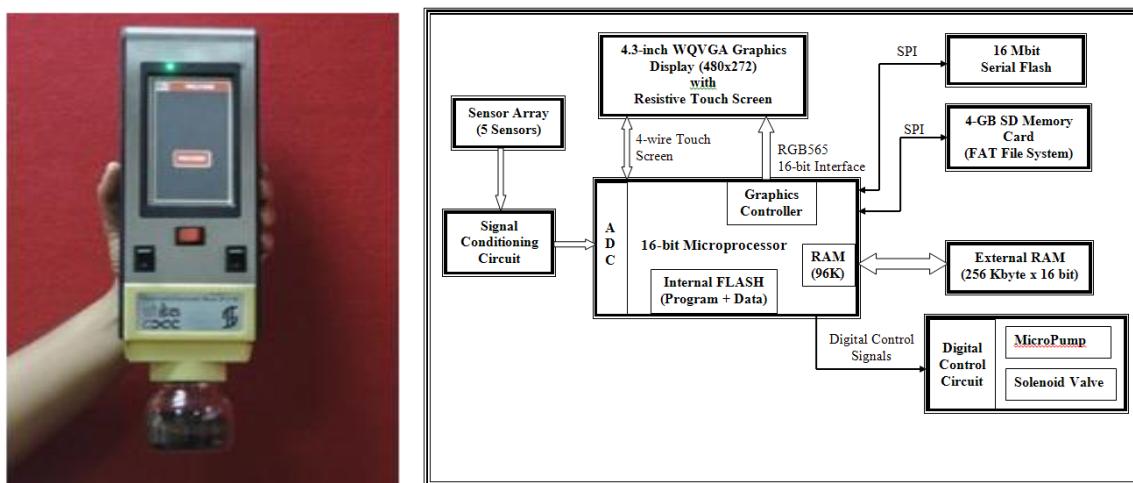 CDAC
4.3-inch WQVGA Graphics
Display (480x272)
with
Resistive Touch Screen
Sensor Array
(5 Sensors)
4-wire Touch
Screen
RGB565
16-bit Interface
SPI
16 Mbit
Serial Flash
SPI
4-GB SD Memory
Card
(FAT File System)
Signal
Conditioning
Circuit
A
D
C
Graphics
Controller
16-bit Microprocessor
RAM
(96K)
Internal FLASH
(Program + Data)
External RAM
(256 Kbyte x 16 bit)
Digital Control
Signals
Digital
Control
Circuit
MicroPump
Solenoid Valve